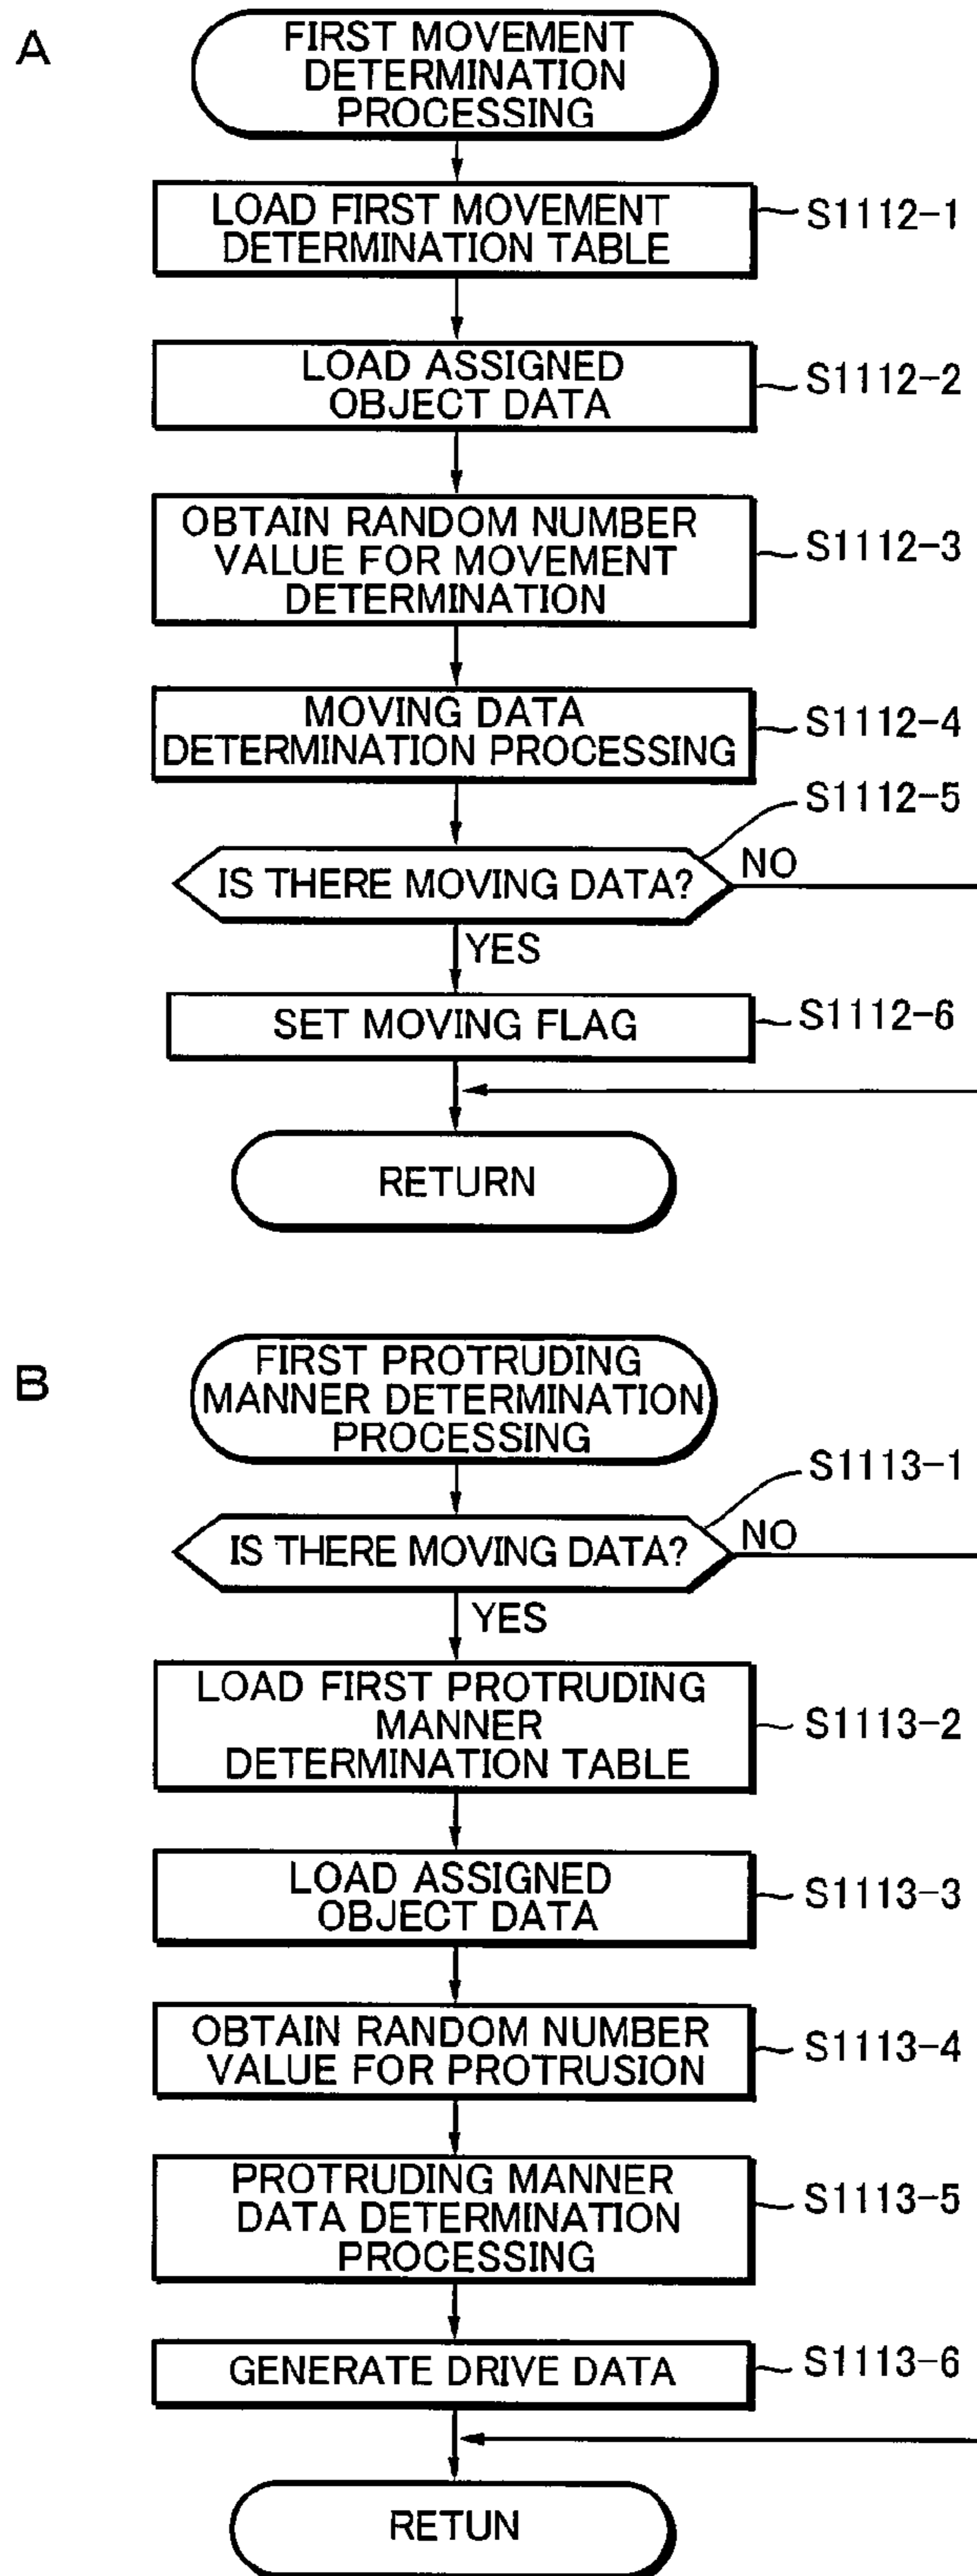 A
FIRST MOVEMENT
DETERMINATION
PROCESSING
LOAD FIRST MOVEMENT
DETERMINATION TABLE
S1112-1
LOAD ASSIGNED
OBJECT DATA
S1112-2
OBTAIN RANDOM NUMBER
VALUE FOR MOVEMENT
DETERMINATION
S1112-3
MOVING DATA
DETERMINATION PROCESSING
S1112-4
S1112-5
IS THERE MOVING DATA?
NO
YES
SET MOVING FLAG
S1112-6
RETURN
B
FIRST PROTRUDING
MANNER DETERMINATION
PROCESSING
S1113-1
IS THERE MOVING DATA?
NO
YES
LOAD FIRST PROTRUDING
MANNER
DETERMINATION TABLE
S1113-2
LOAD ASSIGNED
OBJECT DATA
S1113-3
OBTAIN RANDOM NUMBER
VALUE FOR PROTRUSION
S1113-4
PROTRUDING MANNER
DATA DETERMINATION
PROCESSING
S1113-5
GENERATE DRIVE DATA
S1113-6
RETUN